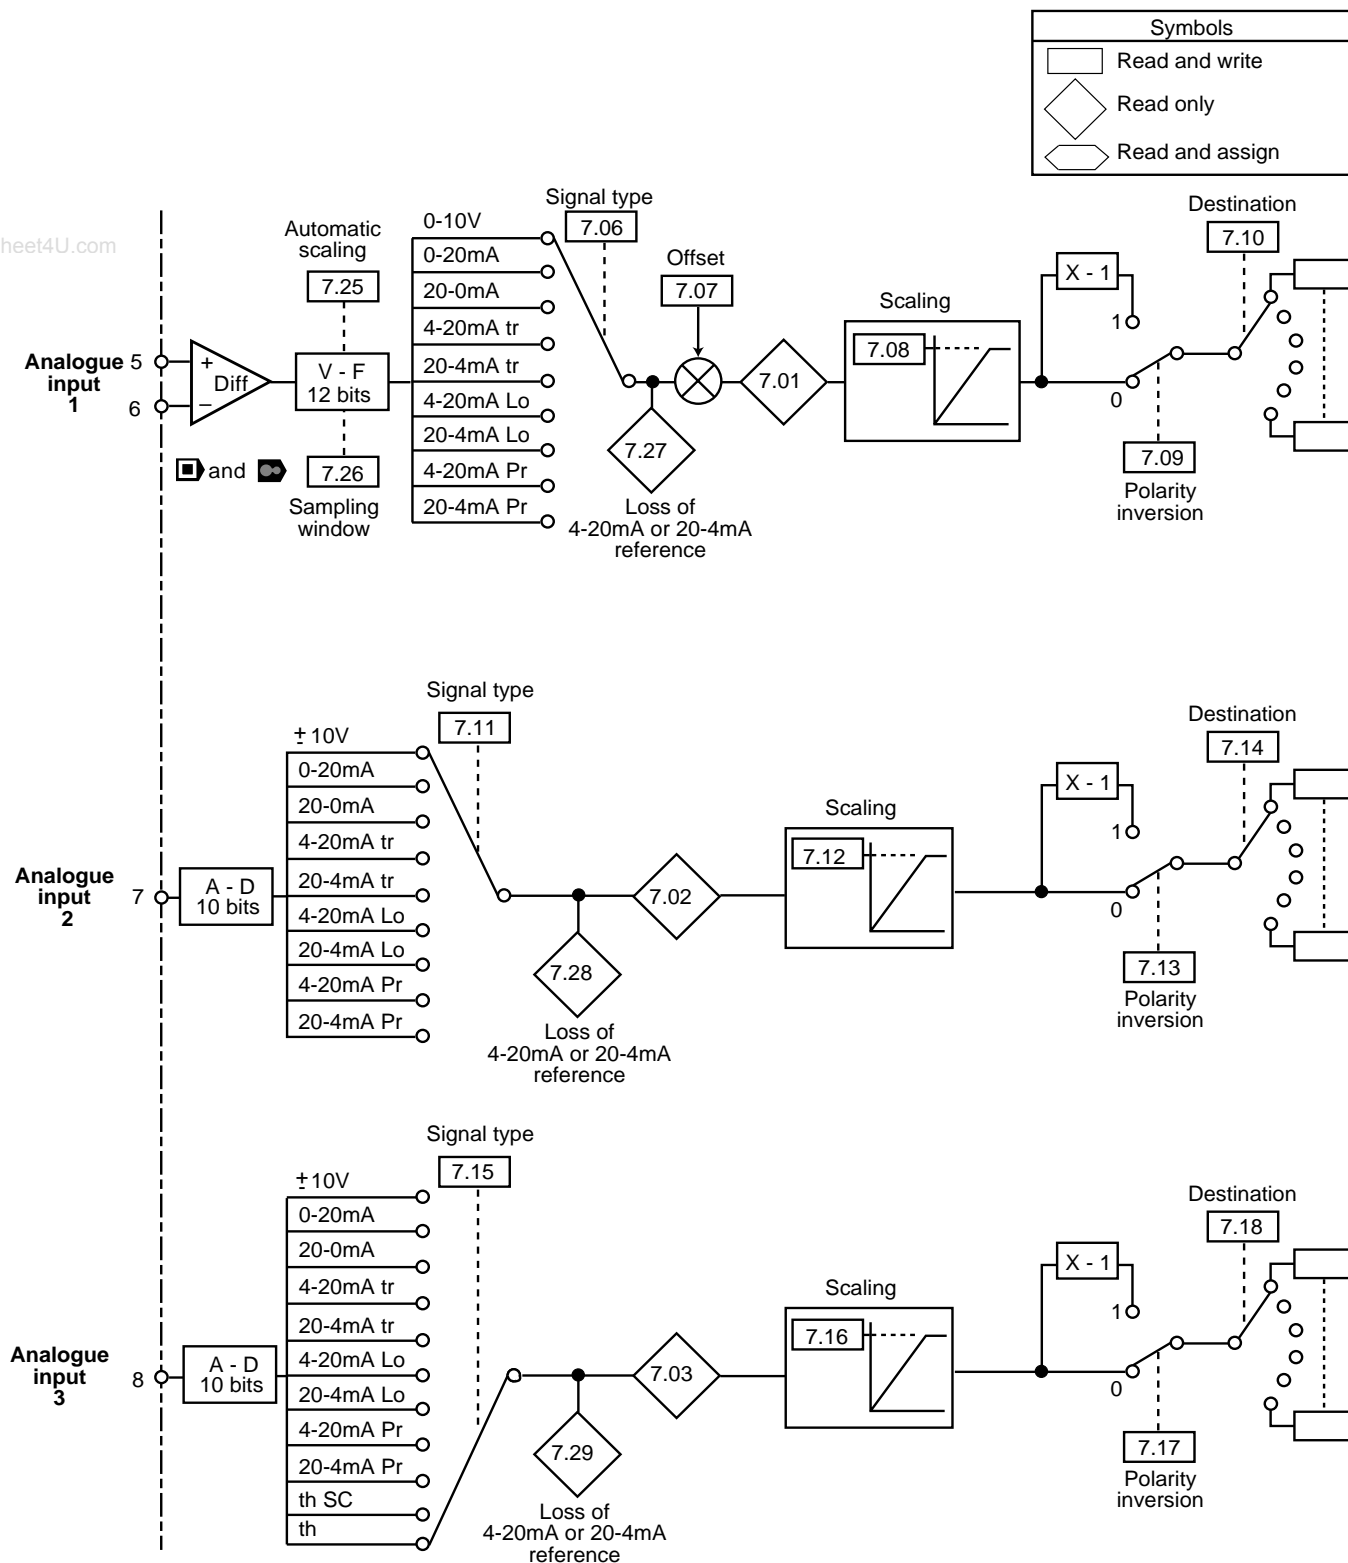 Symbols
Read and write
Read only
Read and assign
heet4U.com
Signal type
7.06
Automatic
scaling
7.25
0-10V
0-20mA
20-0mA
4-20mA tr
20-4mA tr
4-20mA Lo
20-4mA Lo
4-20mA Pr
20-4mA Pr
Offset
7.07
Scaling
7.08
X - 1
1
0
Destination
7.10
Analogue
input
1
5
6
+
−
Diff
V - F
12 bits
7.01
7.27
Loss of
4-20mA or 20-4mA
reference
7.09
Polarity
inversion
and
7.26
Sampling
window
Signal type
7.11
± 10V
0-20mA
20-0mA
4-20mA tr
20-4mA tr
4-20mA Lo
20-4mA Lo
4-20mA Pr
20-4mA Pr
Analogue
input
2
7
A - D
10 bits
7.02
7.28
Loss of
4-20mA or 20-4mA
reference
Scaling
7.12
X - 1
1
0
Destination
7.14
7.13
Polarity
inversion
Signal type
7.15
± 10V
0-20mA
20-0mA
4-20mA tr
20-4mA tr
4-20mA Lo
20-4mA Lo
4-20mA Pr
20-4mA Pr
th SC
th
Analogue
input
3
8
A - D
10 bits
7.03
7.29
Loss of
4-20mA or 20-4mA
reference
Scaling
7.16
X - 1
1
0
Destination
7.18
7.17
Polarity
inversion